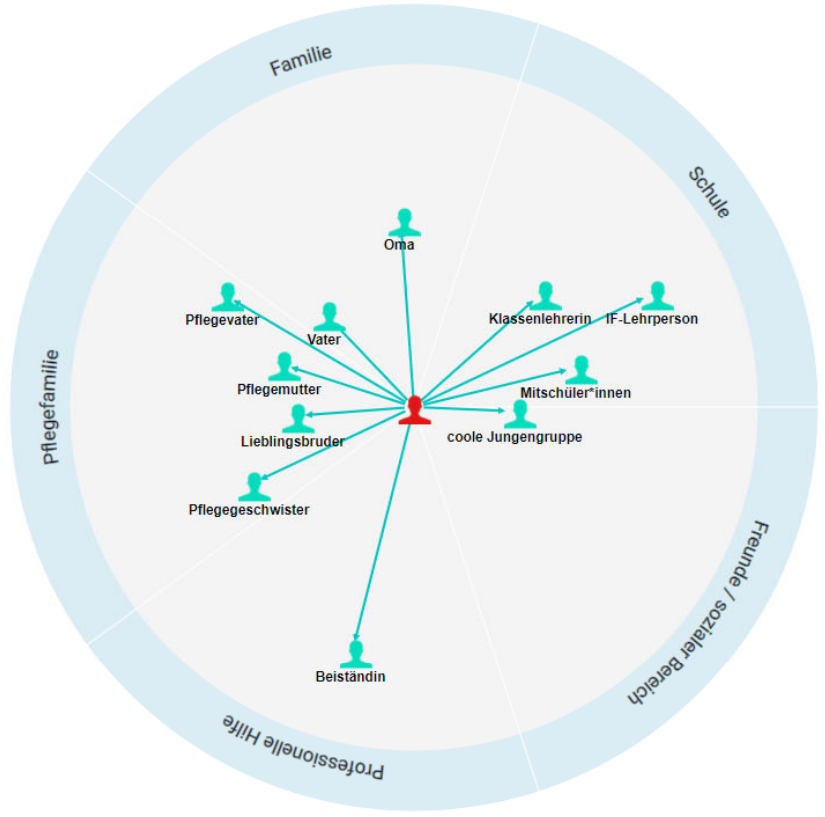 Familie
Schule
Oma
Pflegevater
Klassenlehrerin
IF-Lehrperson
Vater
Pflegemutter
Mitschüler*innen
Pflegefamilie
Lieblingsbruder
coole Jungengruppe
Pflegegeschwister
Freunde / sozialer Bereich
Beiständin
Professionelle Hilfe